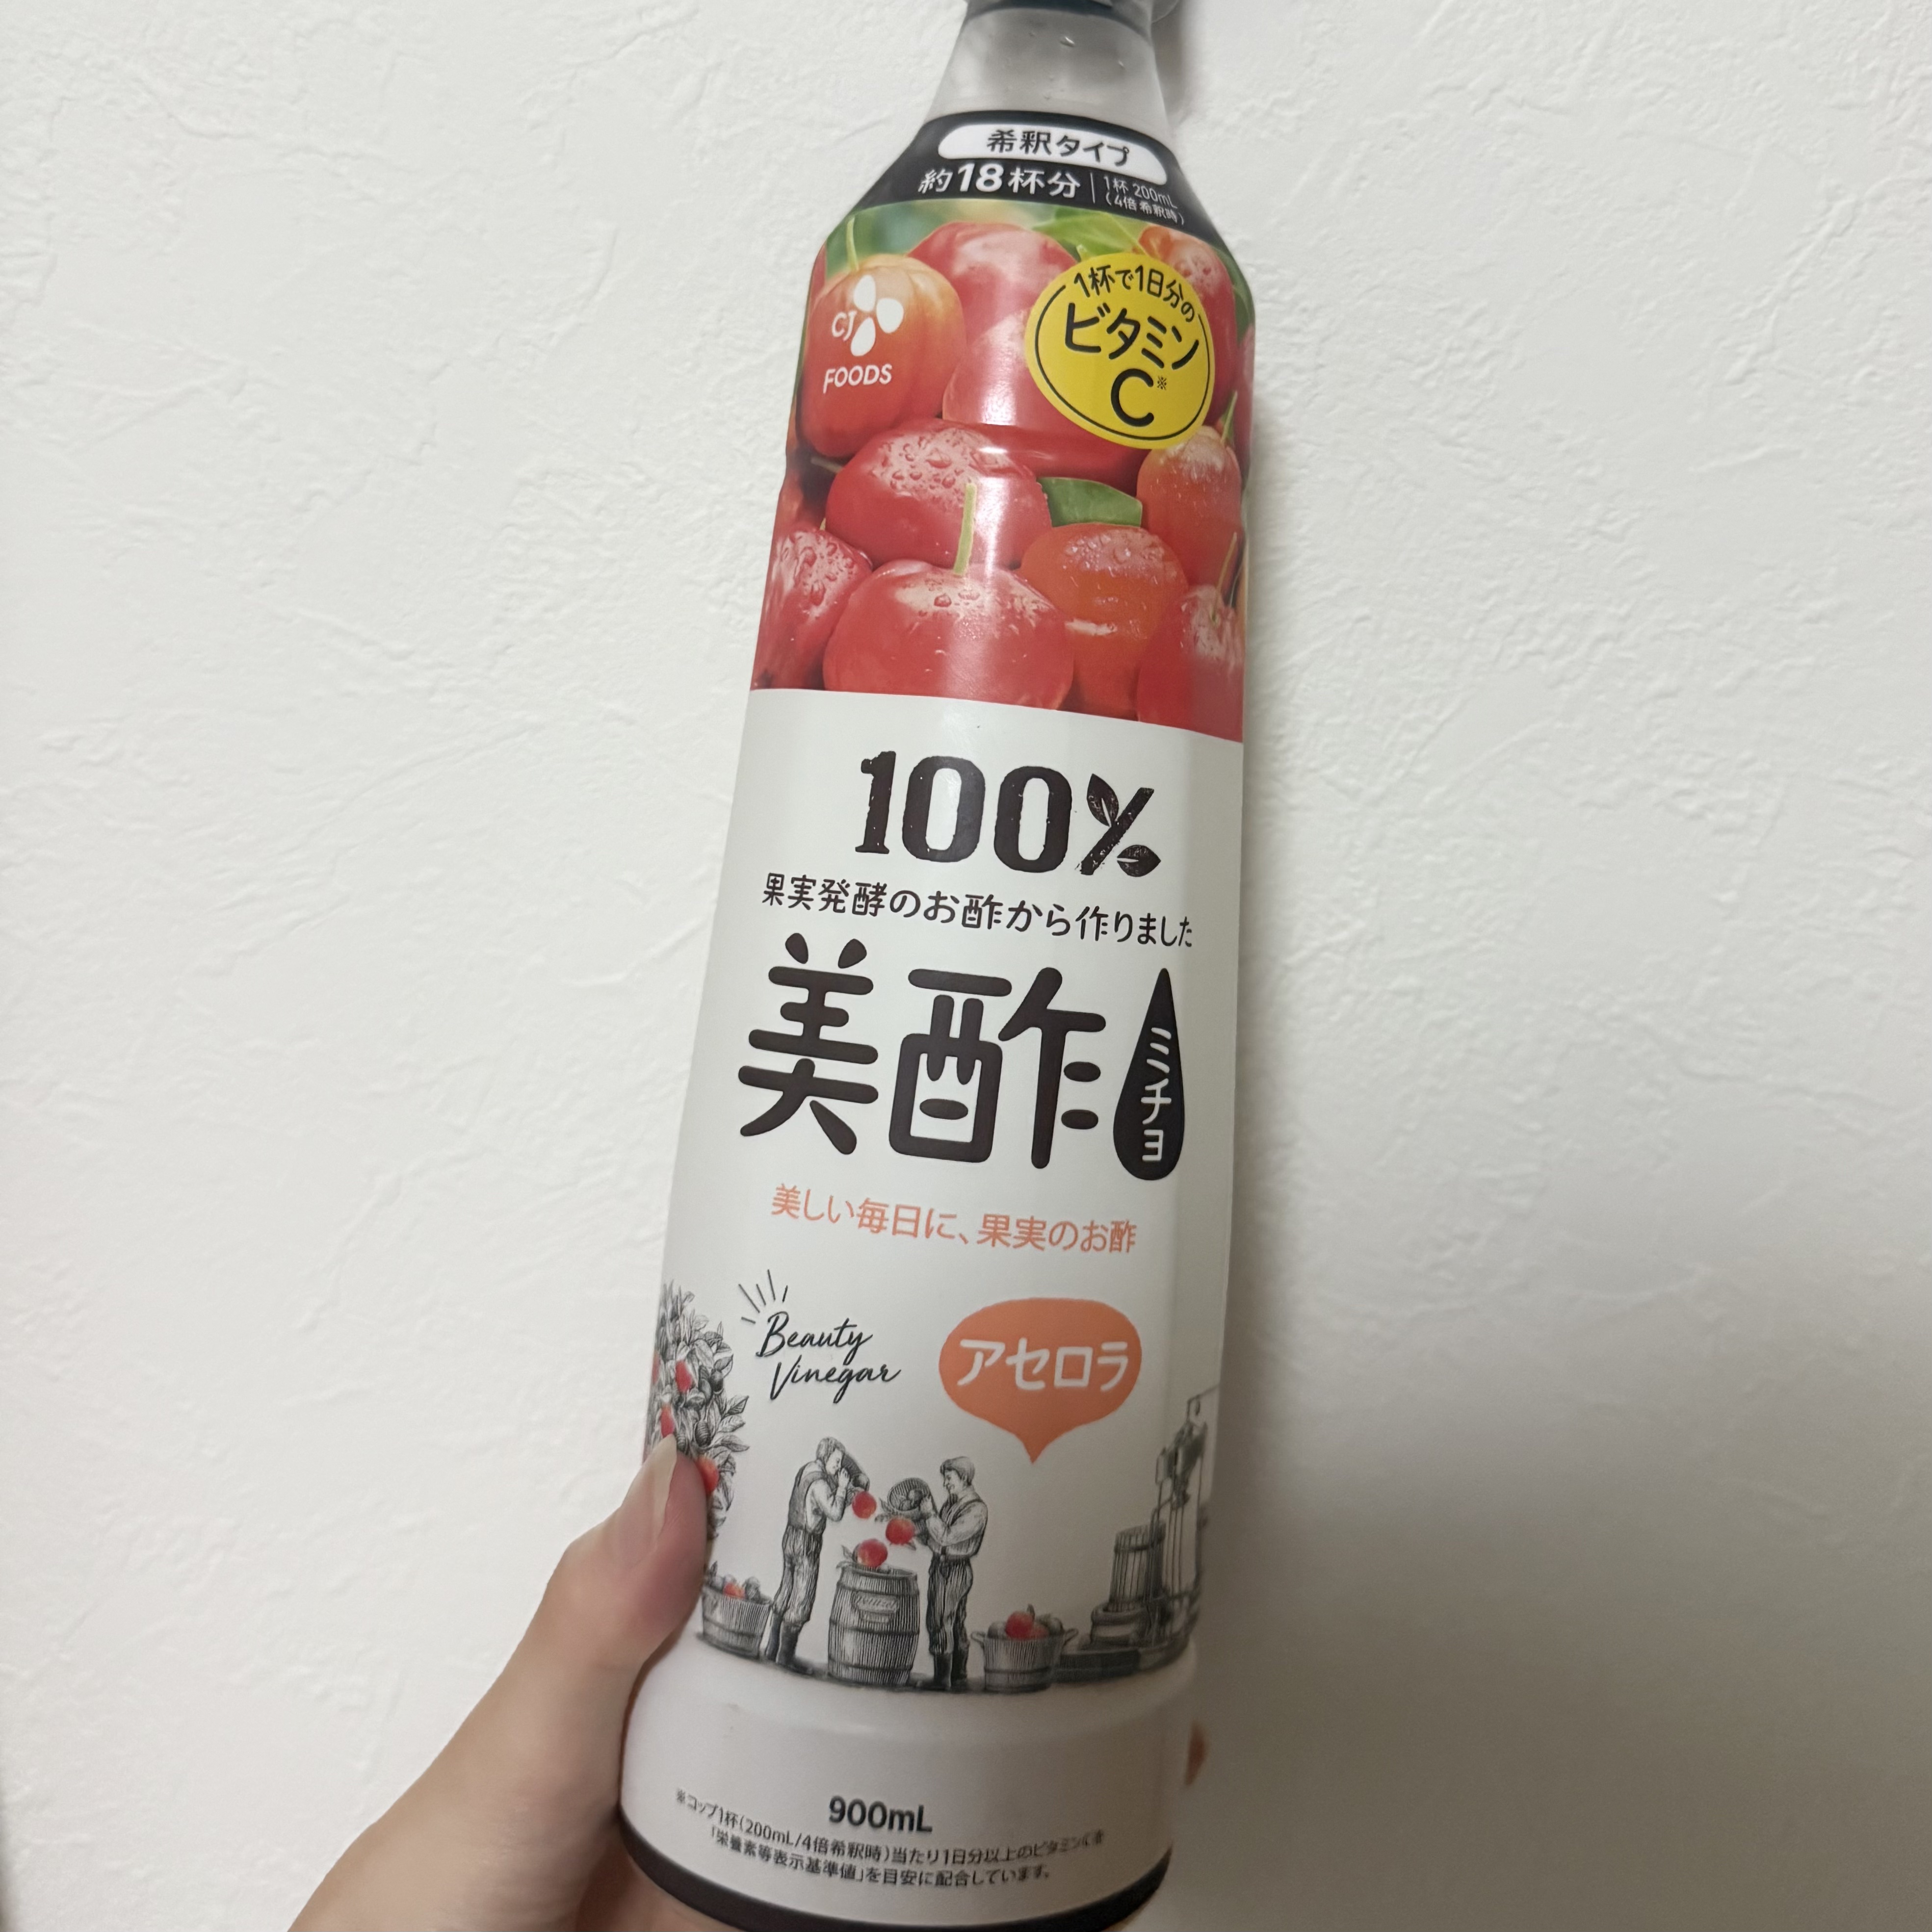 希釈タイプ
約18杯分
1杯 200mL
(4倍希釈時)
CJ
FOODS
1杯で1日分の
ビタミン
C※
100%
果実発酵のお酢から作りました
美酢
ミチョ
美しい毎日に、果実のお酢
Beauty
Vinegar
アセロラ
900mL
※コップ1杯(200mL/4倍希釈時)当たり1日分以上のビタミンCを
「栄養素等表示基準値」を目安に配合しています。